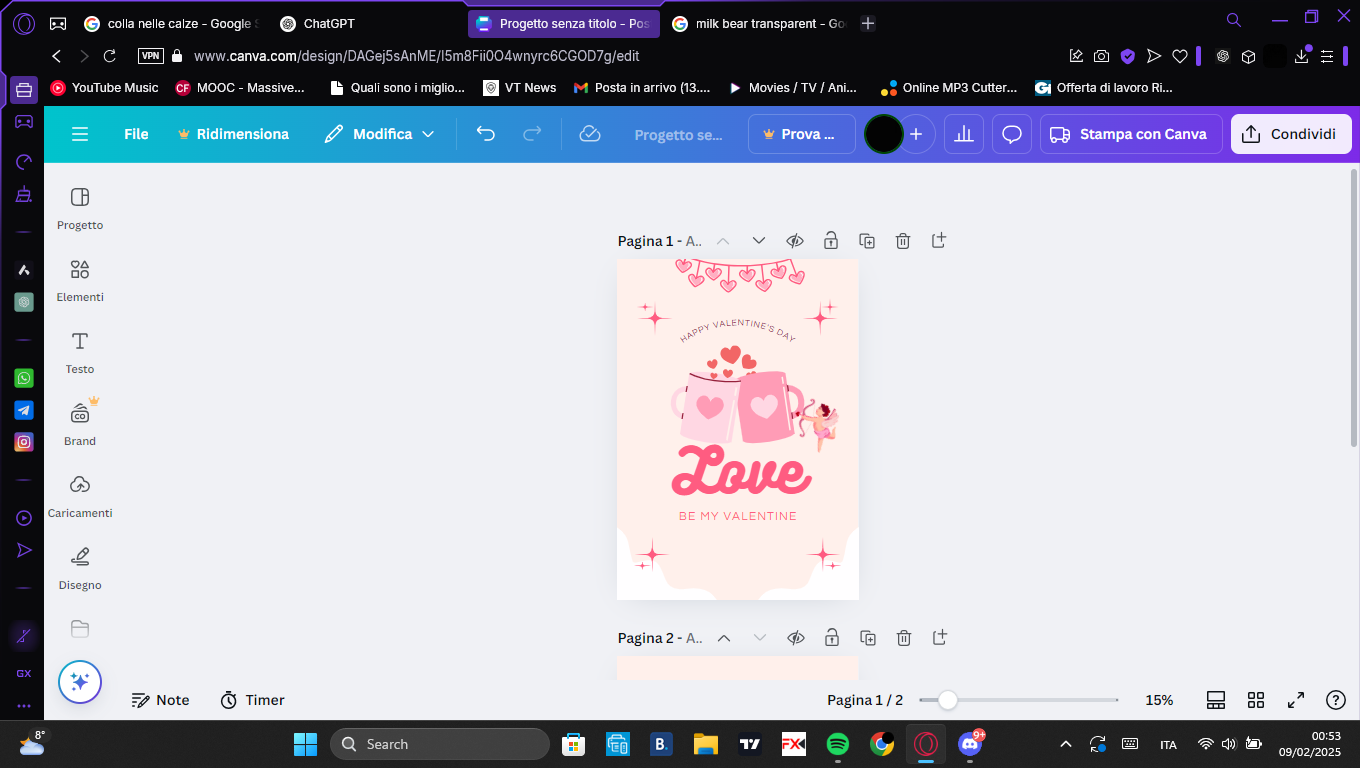 colla nelle calze - Google S
ChatGPT
Progetto senza titolo - Pos
milk bear transparent - Go
VPN
www.canva.com/design/DAGej5sAnME/l5m8Fii0O4wnyrc6CGOD7g/edit
YouTube Music
CF
MOOC - Massive...
Quali sono i miglio...
VT News
Posta in arrivo (13....
Movies / TV / Ani...
Online MP3 Cutter...
Offerta di lavoro Ri...
File
Ridimensiona
Modifica
Progetto se...
Prova ...
Stampa con Canva
Condividi
Progetto
Elementi
Testo
CO
Brand
Caricamenti
Disegno
GX
Pagina 1 - A...
HAPPY VALENTINE'S DAY
Love
BE MY VALENTINE
Pagina 2 - A...
Note
Timer
Pagina 1 / 2
15%
8°
Search
B.
FX
9+
ITA
00:53
09/02/2025